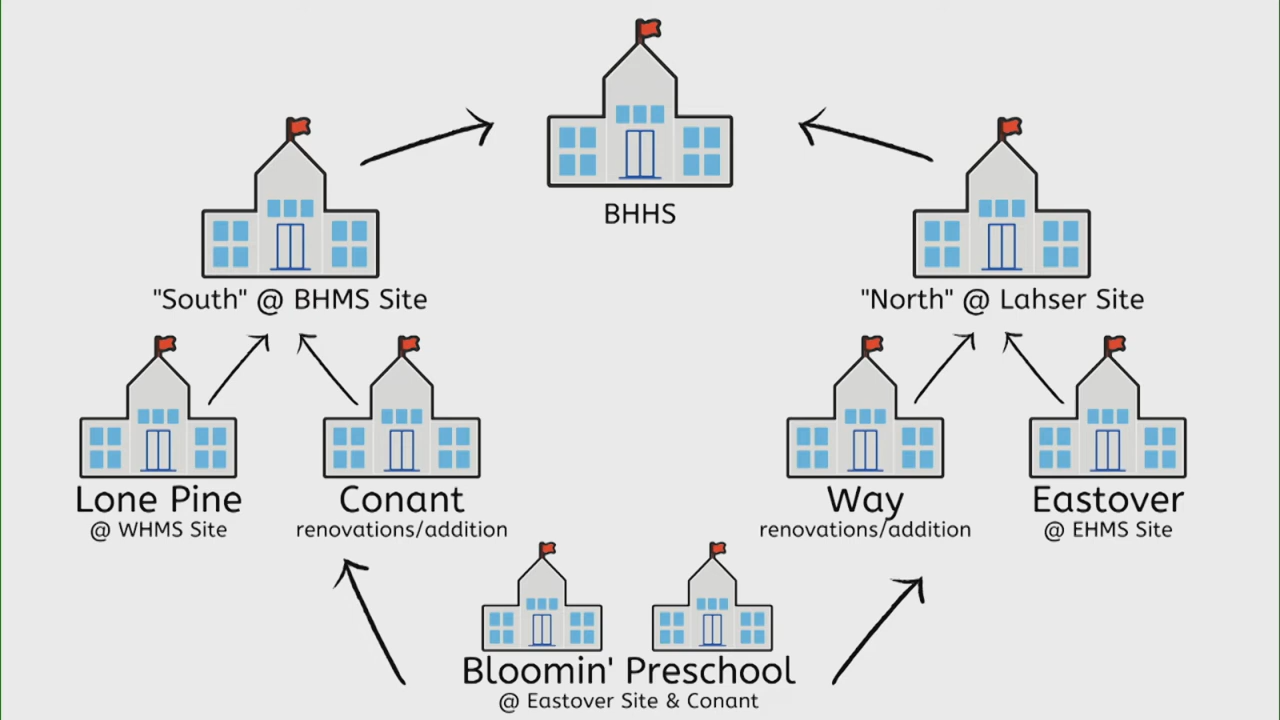 BHHS
"South" @ BHMS Site
"North" @ Lahser Site
Lone Pine
@ WHMS Site
Conant
renovations/addition
Way
renovations/addition
Eastover
@ EHMS Site
Bloomin' Preschool
@ Eastover Site & Conant